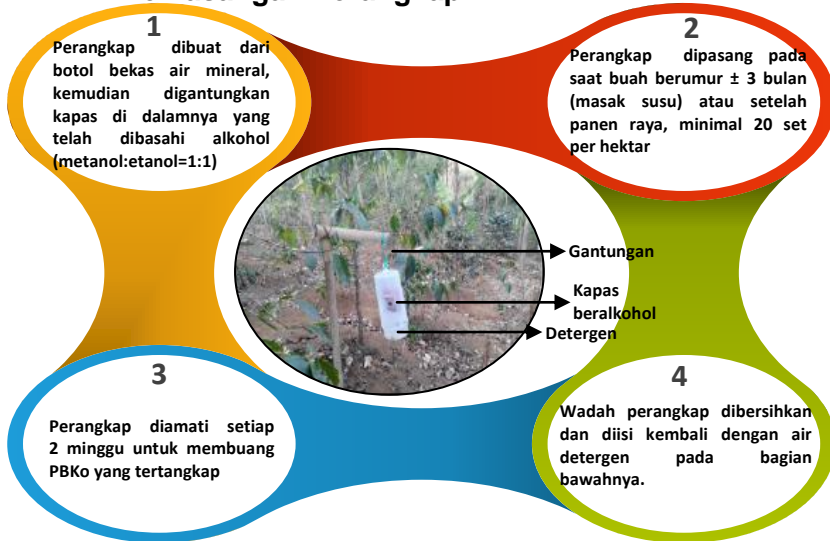 1
Perangkap dibuat dari
botol bekas air mineral,
kemudian digantungkan
kapas di dalamnya yang
telah dibasahi alkohol
(metanol:etanol=1:1)
2
Perangkap dipasang pada
saat buah berumur ± 3 bulan
(masak susu) atau setelah
panen raya, minimal 20 set
per hektar
Gantungan
Kapas
beralkohol
Detergen
3
Perangkap diamati setiap
2 minggu untuk membuang
PBKo yang tertangkap
4
Wadah perangkap dibersihkan
dan diisi kembali dengan air
detergen pada bagian
bawahnya.